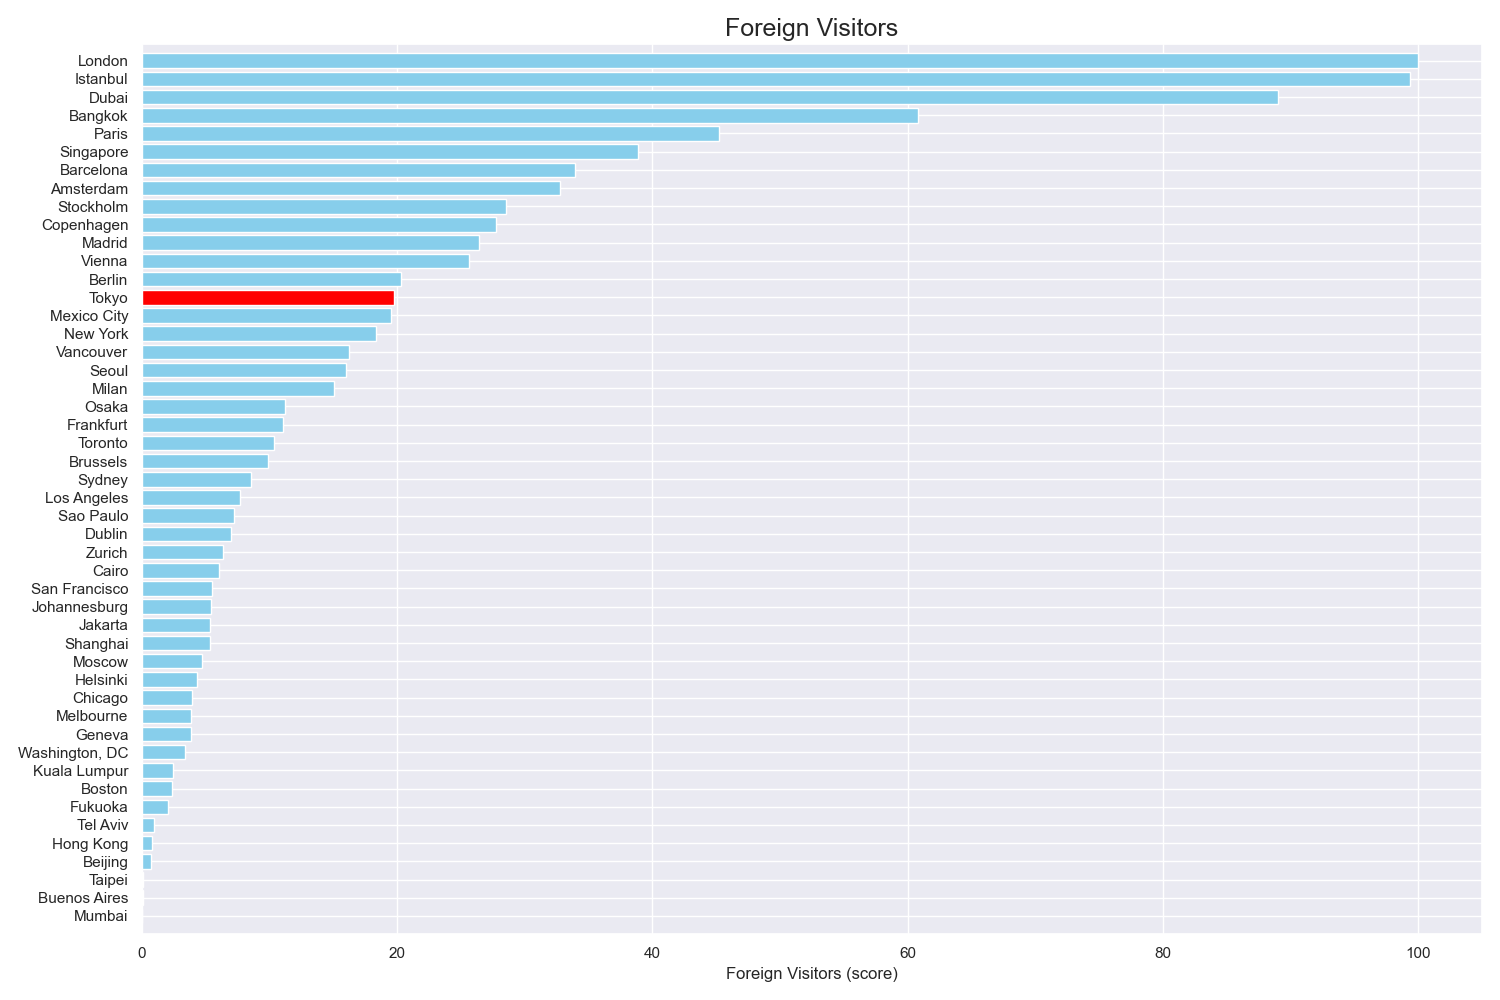 Foreign Visitors
London
Istanbul
Dubai
Bangkok
Paris
Singapore
Barcelona
Amsterdam
Stockholm
Copenhagen
Madrid
Vienna
Berlin
Tokyo
Mexico City
New York
Vancouver
Seoul
Milan
Osaka
Frankfurt
Toronto
Brussels
Sydney
Los Angeles
Sao Paulo
Dublin
Zurich
Cairo
San Francisco
Johannesburg
Jakarta
Shanghai
Moscow
Helsinki
Chicago
Melbourne
Geneva
Washington, DC
Kuala Lumpur
Boston
Fukuoka
Tel Aviv
Hong Kong
Beijing
Taipei
Buenos Aires
Mumbai
0 20 40 60 80 100
Foreign Visitors (score)